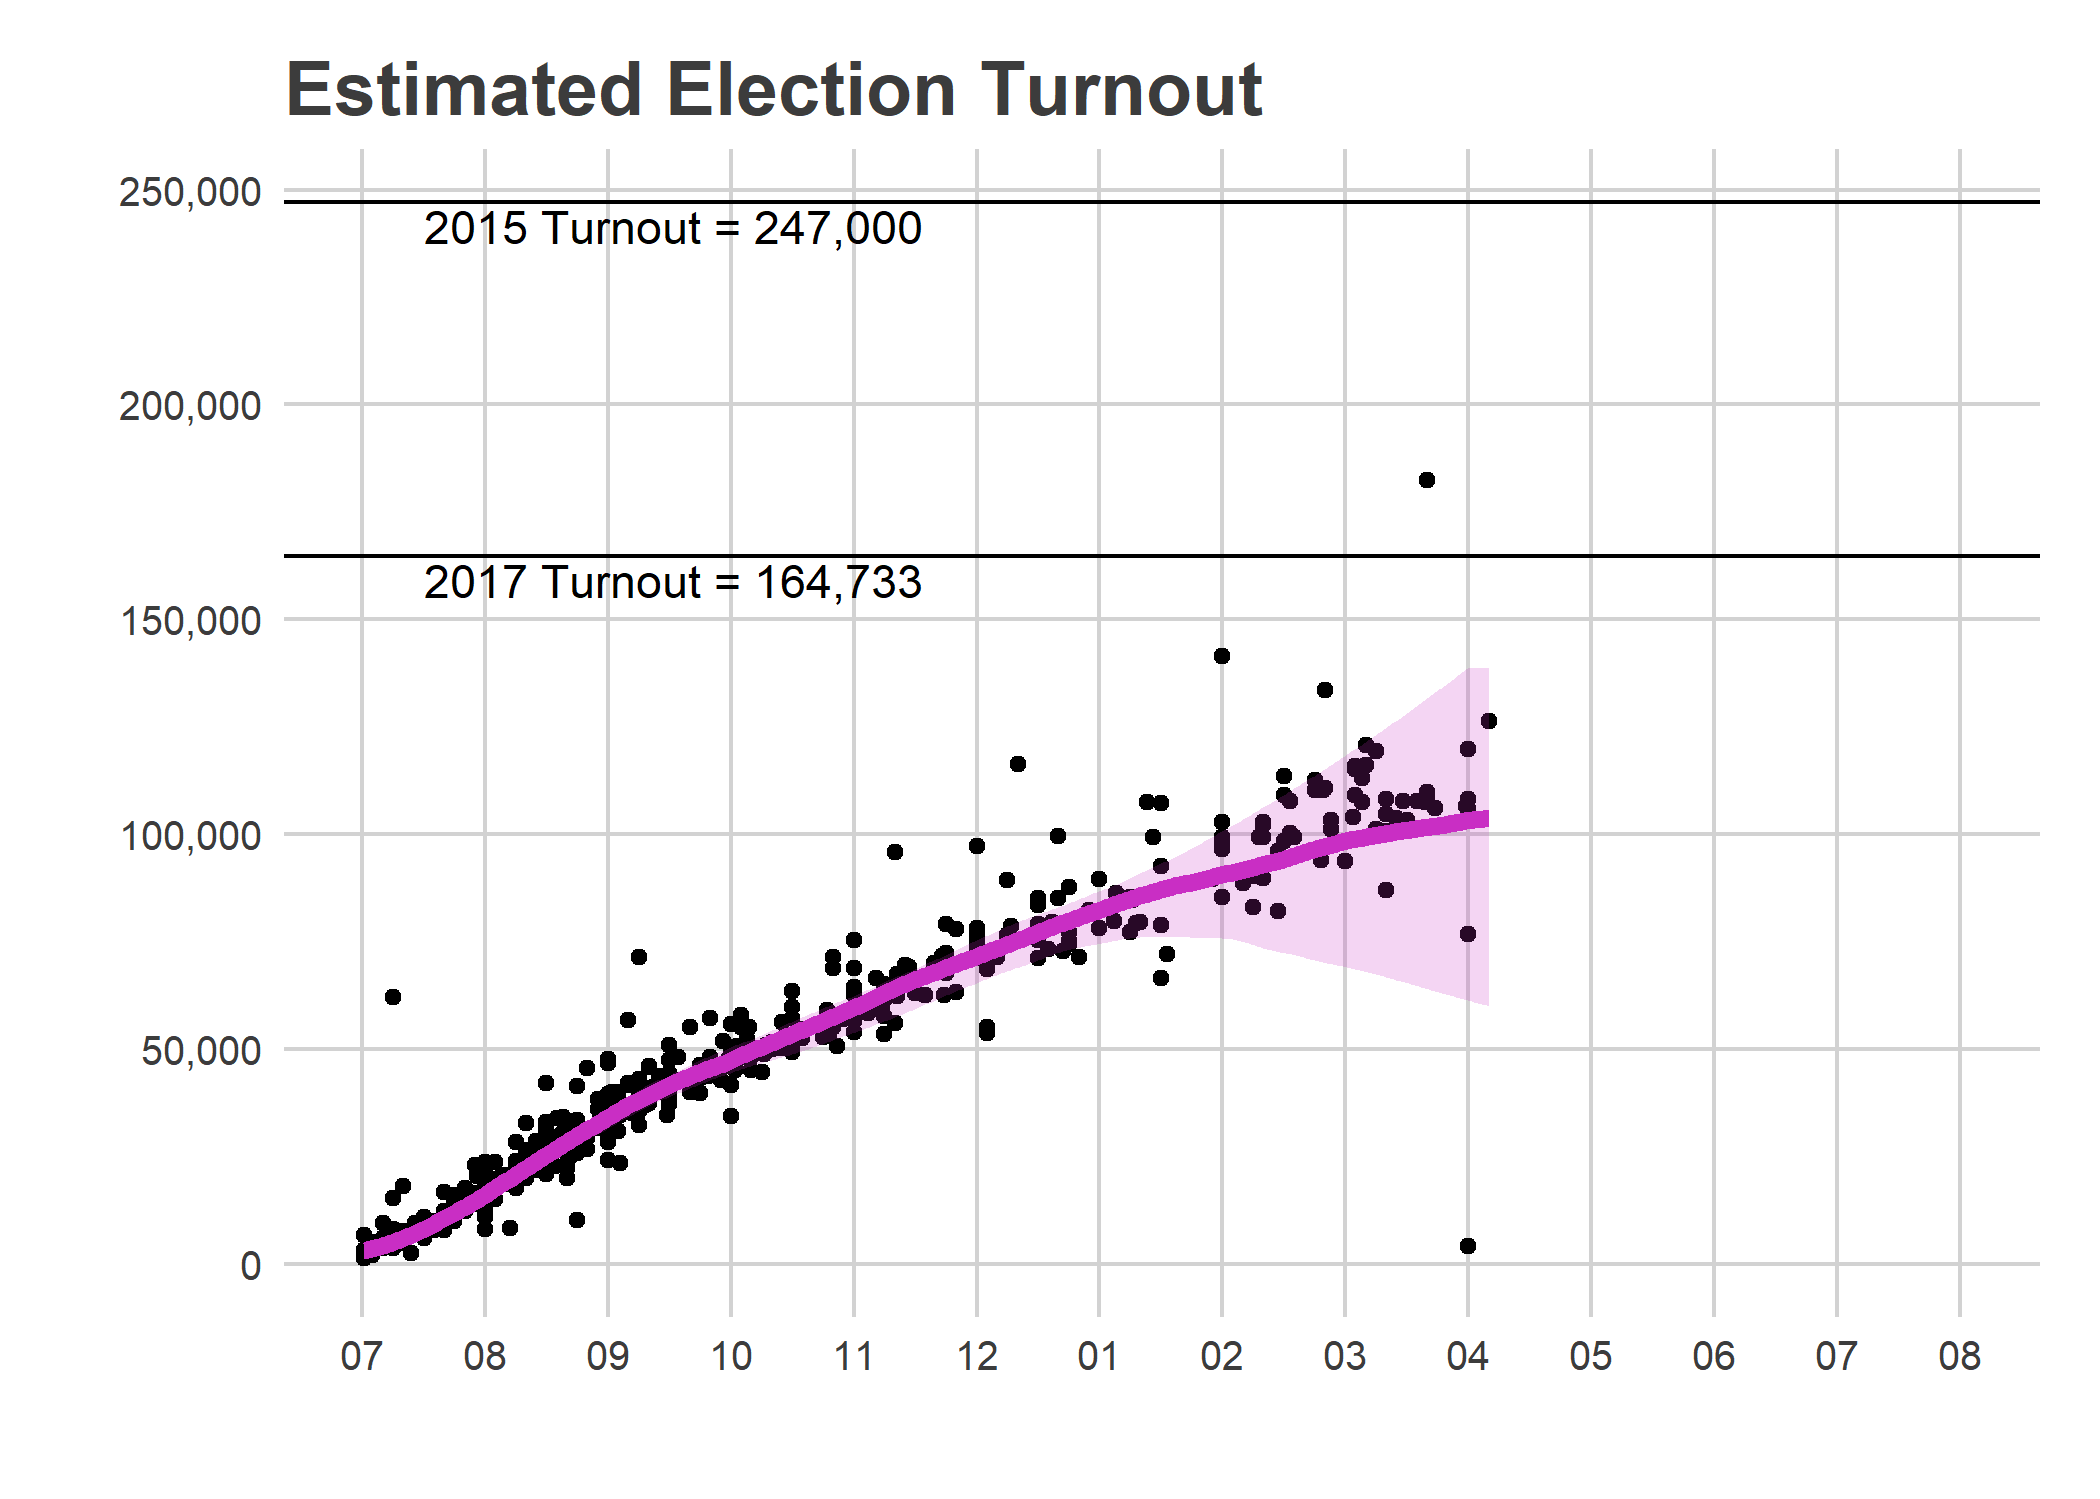 Estimated Election Turnout
250,000
2015 Turnout = 247,000
200,000
2017 Turnout = 164,733
150,000
100,000
50,000
0
07 08 09 10 11 12 01 02 03 04 05 06 07 08